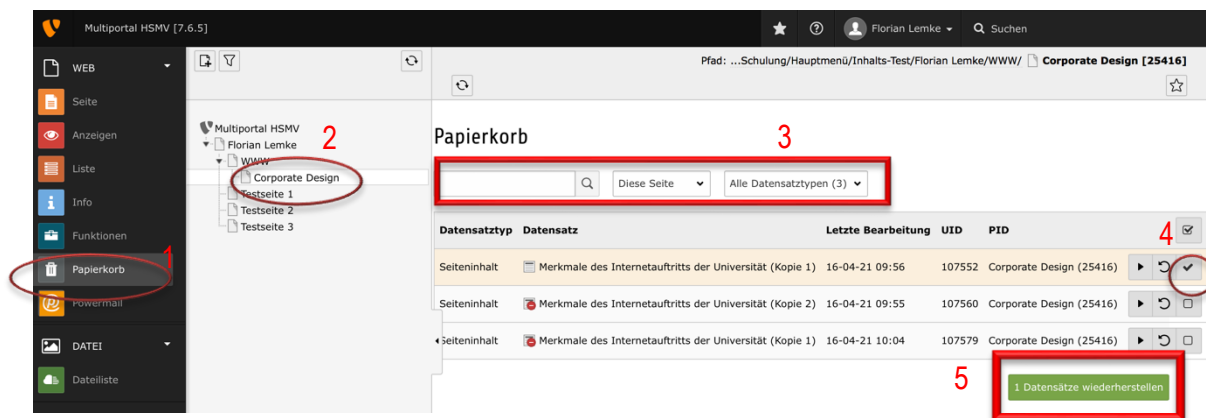 Multiportal HSMV [7.6.5]
Florian Lemke
Suchen
WEB
Seite
Anzeigen
Liste
Info
Funktionen
1
Papierkorb
Powermail
DATEI
Dateiliste
Multiportal HSMV
2
Florian Lemke
WWW
Corporate Design
Testseite 1
Testseite 2
Testseite 3
Pfad: ...Schulung/Hauptmenü/Inhalts-Test/Florian Lemke/WWW/ Corporate Design [25416]
Papierkorb
3
Diese Seite
Alle Datensatztypen (3)
Datensatztyp Datensatz Letzte Bearbeitung UID PID
4
Seiteninhalt Merkmale des Internetauftritts der Universität (Kopie 1) 16-04-21 09:56 107552 Corporate Design (25416)
Seiteninhalt Merkmale des Internetauftritts der Universität (Kopie 2) 16-04-21 09:55 107560 Corporate Design (25416)
Seiteninhalt Merkmale des Internetauftritts der Universität (Kopie 1) 16-04-21 10:04 107579 Corporate Design (25416)
5
1 Datensätze wiederherstellen